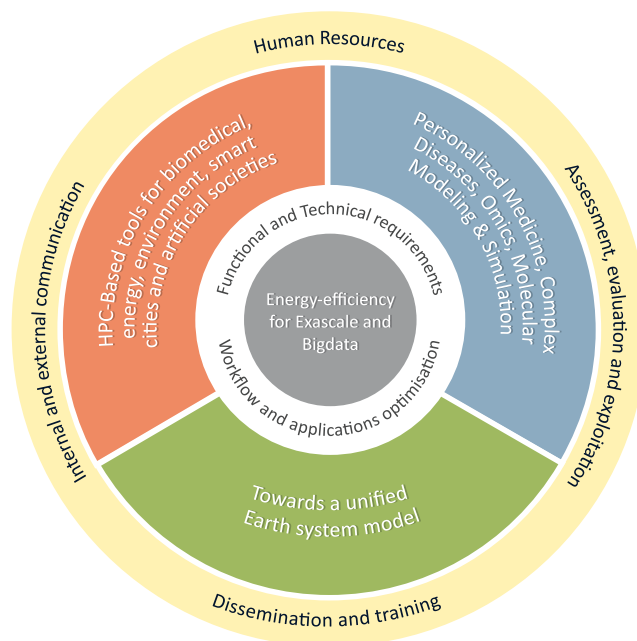 Human Resources
Assessment, evaluation and exploitation
Dissemination and training
Internal and external communication
HPC-Based tools for biomedical,
energy, environment, smart
cities and artificial societies
Personalized Medicine, Complex
Diseases, Omics, Molecular
Modeling & Simulation
Towards a unified
Earth system model
Functional and Technical requirements
Workflow and applications optimisation
Energy-efficiency
for Exascale and
Bigdata